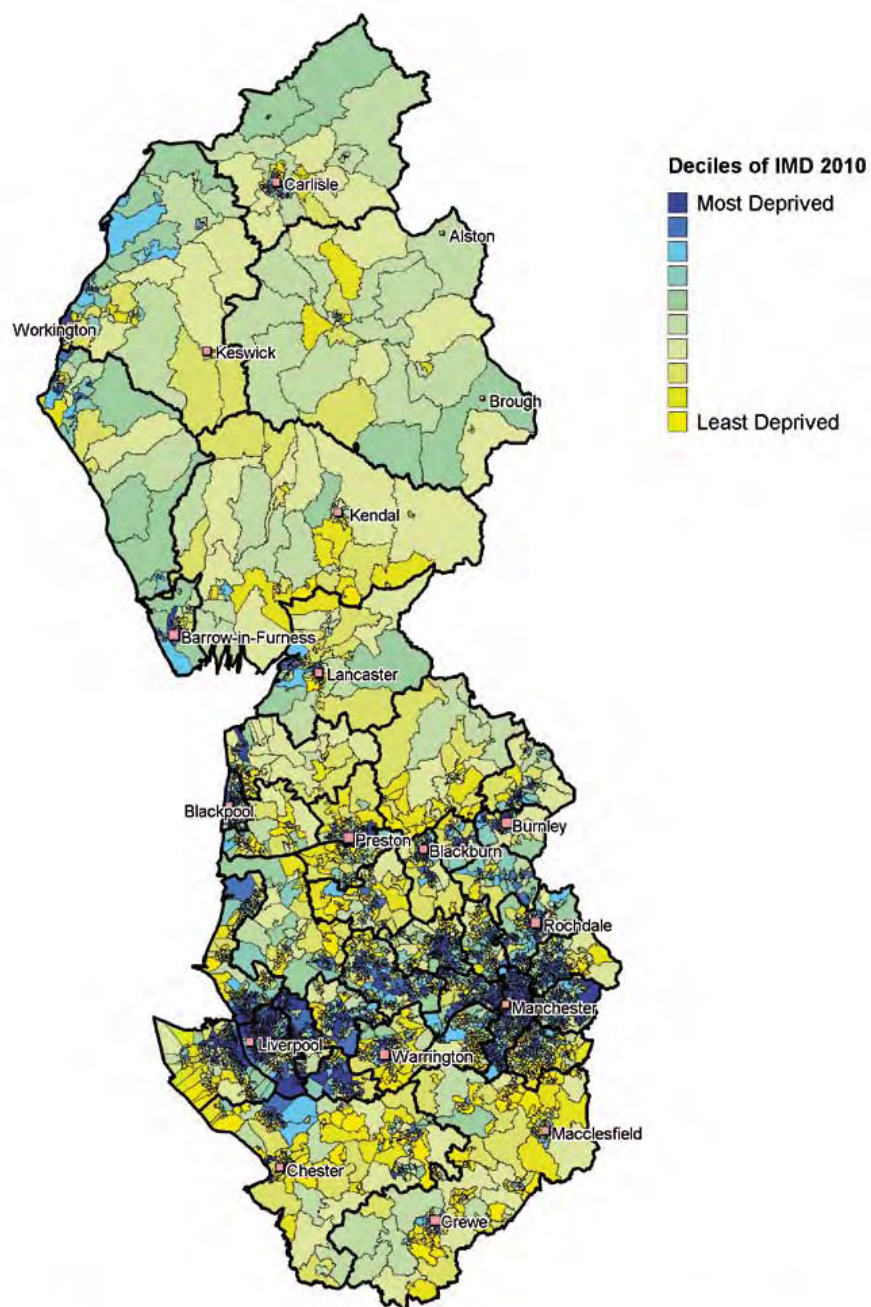 Deciles of IMD 2010
Most Deprived
Least Deprived
Carlisle
Alston
Workington
Keswick
Brough
Kendal
Barrow-in-Furness
Lancaster
Blackpool
Preston
Burnley
Blackburn
Rochdale
Manchester
Liverpool
Warrington
Macclesfield
Chester
Crewe